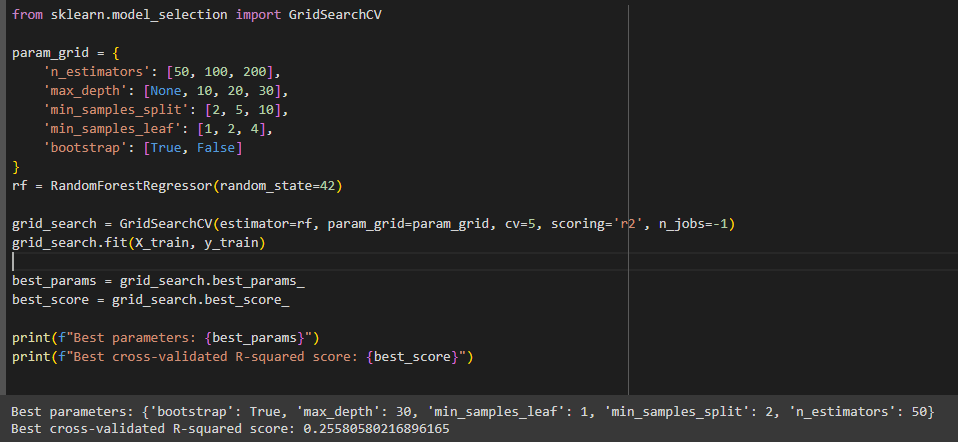 from sklearn.model_selection import GridSearchCV
param_grid = {
    'n_estimators': [50, 100, 200],
    'max_depth': [None, 10, 20, 30],
    'min_samples_split': [2, 5, 10],
    'min_samples_leaf': [1, 2, 4],
    'bootstrap': [True, False]
}
rf = RandomForestRegressor(random_state=42)
grid_search = GridSearchCV(estimator=rf, param_grid=param_grid, cv=5, scoring='r2', n_jobs=-1)
grid_search.fit(X_train, y_train)
best_params = grid_search.best_params_
best_score = grid_search.best_score_
print(f"Best parameters: {best_params}")
print(f"Best cross-validated R-squared score: {best_score}")
Best parameters: {'bootstrap': True, 'max_depth': 30, 'min_samples_leaf': 1, 'min_samples_split': 2, 'n_estimators': 50}
Best cross-validated R-squared score: 0.25580580216896165